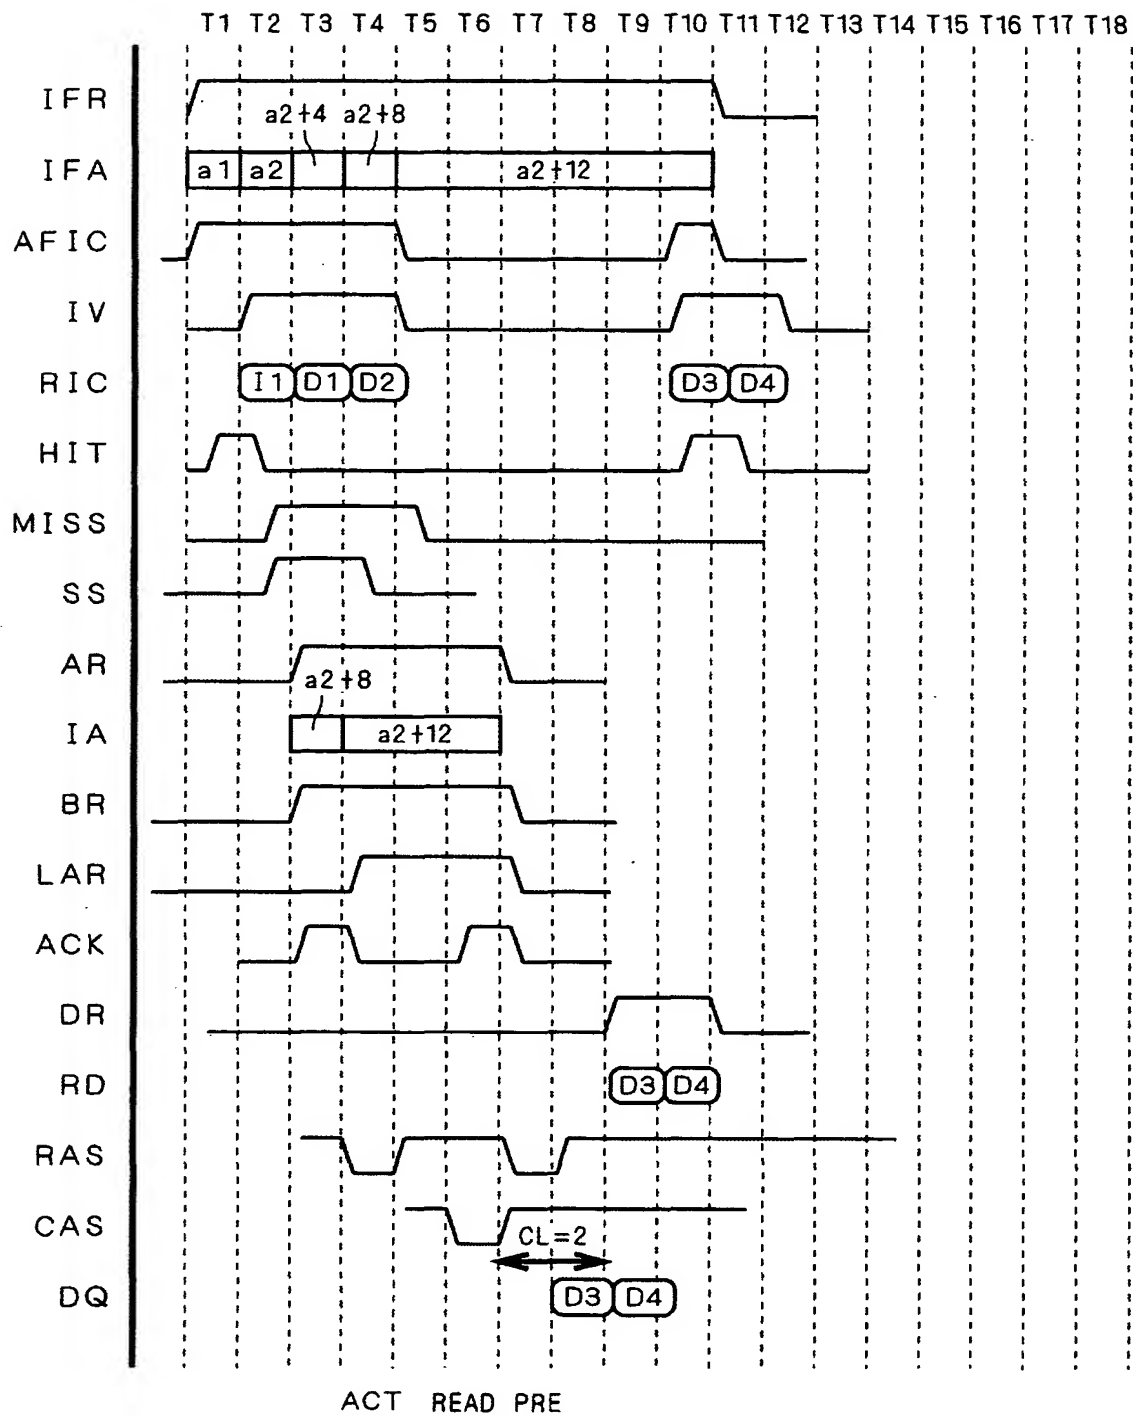 T1 T2 T3 T4 T5 T6 T7 T8 T9 T10 T11 T12 T13 T14 T15 T16 T17 T18
IFR
a2+4 a2+8
IFA a1 a2 a2+12
AFIC
IV
RIC I1 D1 D2 D3 D4
HIT
MISS
SS
AR
a2+8
IA a2+12
BR
LAR
ACK
DR
RD D3 D4
RAS
CAS
CL=2
DQ D3 D4
ACT READ PRE